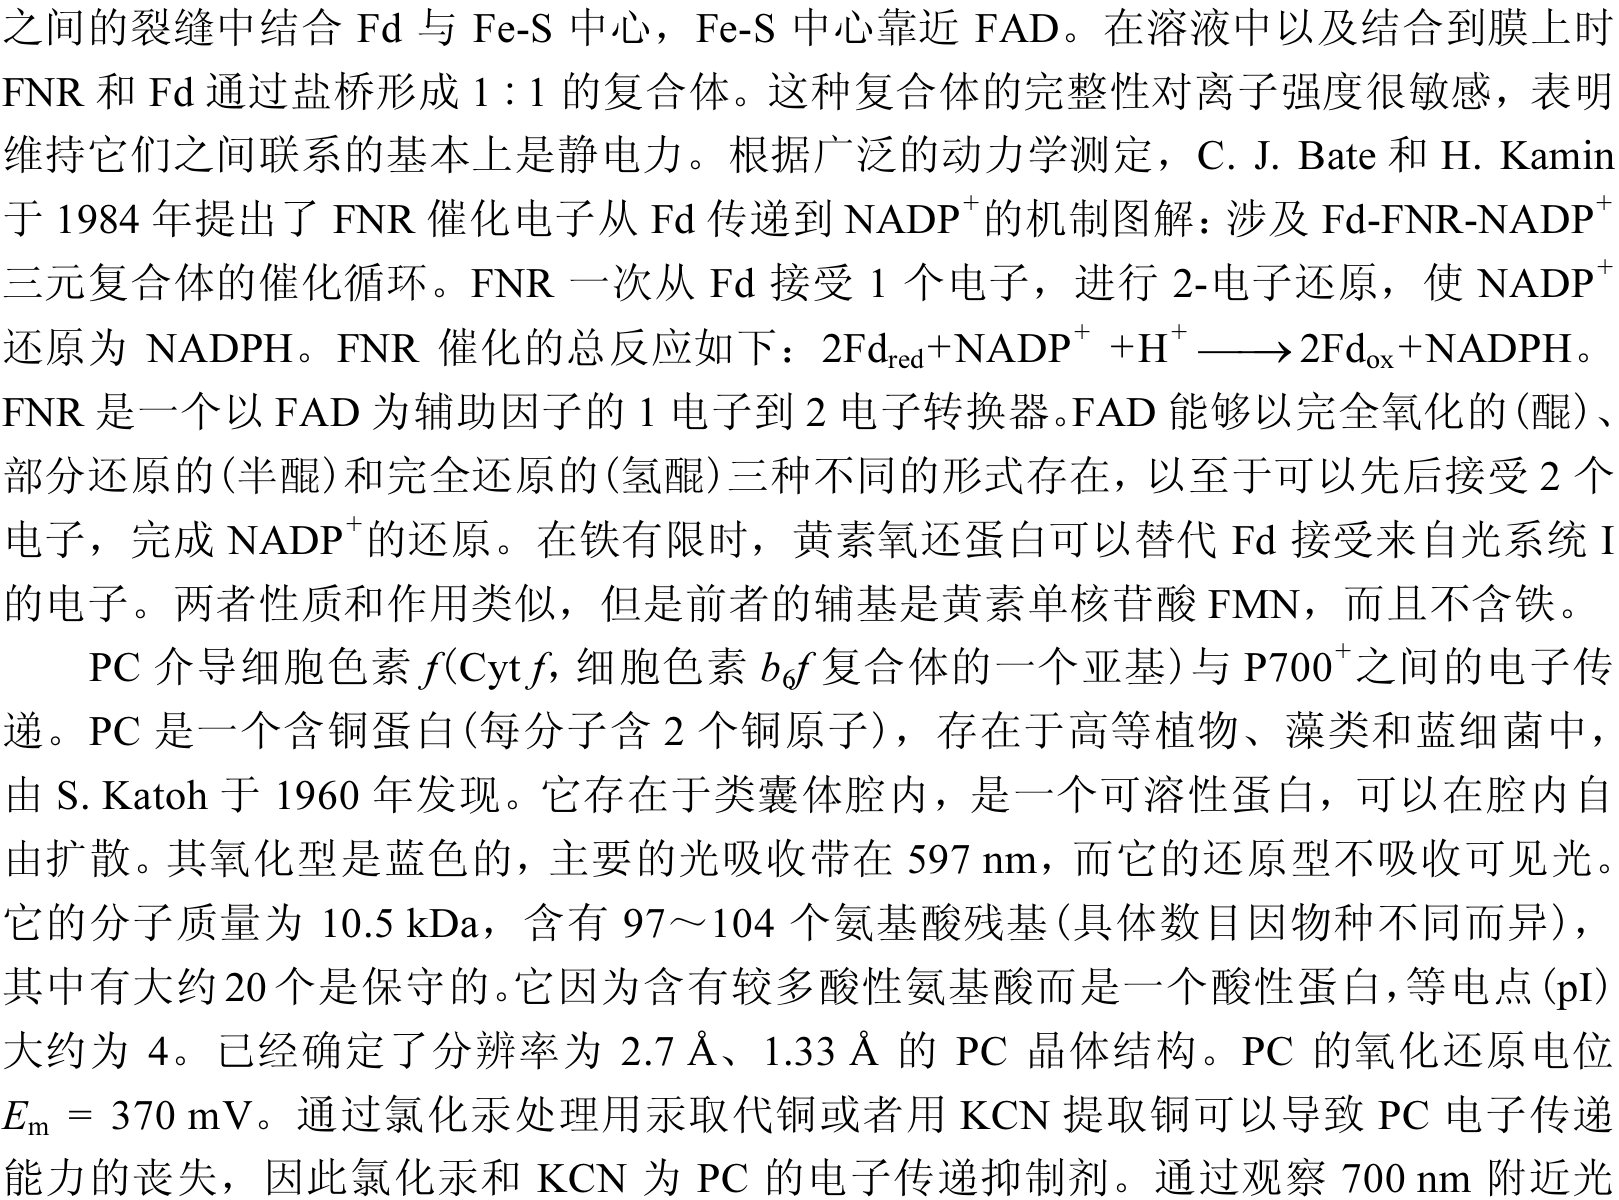 之间的裂缝中结合 Fd 与 Fe-S 中心，Fe-S 中心靠近 FAD。在溶液中以及结合到膜上时
FNR 和 Fd 通过盐桥形成 1∶1 的复合体。这种复合体的完整性对离子强度很敏感，表明
维持它们之间联系的基本上是静电力。根据广泛的动力学测定，C. J. Bate 和 H. Kamin
于 1984 年提出了 FNR 催化电子从 Fd 传递到 NADP⁺的机制图解：涉及 Fd-FNR-NADP⁺
三元复合体的催化循环。FNR 一次从 Fd 接受 1 个电子，进行 2-电子还原，使 NADP⁺
还原为 NADPH。FNR 催化的总反应如下：2Fd_red+NADP⁺ +H⁺ ⟶ 2Fd_ox+NADPH。
FNR 是一个以 FAD 为辅助因子的 1 电子到 2 电子转换器。FAD 能够以完全氧化的(醌)、
部分还原的(半醌)和完全还原的(氢醌)三种不同的形式存在，以至于可以先后接受 2 个
电子，完成 NADP⁺的还原。在铁有限时，黄素氧还蛋白可以替代 Fd 接受来自光系统 I
的电子。两者性质和作用类似，但是前者的辅基是黄素单核苷酸 FMN，而且不含铁。
PC 介导细胞色素 f(Cyt f, 细胞色素 b₆f 复合体的一个亚基)与 P700⁺之间的电子传
递。PC 是一个含铜蛋白(每分子含 2 个铜原子)，存在于高等植物、藻类和蓝细菌中，
由 S. Katoh 于 1960 年发现。它存在于类囊体腔内，是一个可溶性蛋白，可以在腔内自
由扩散。其氧化型是蓝色的，主要的光吸收带在 597 nm，而它的还原型不吸收可见光。
它的分子质量为 10.5 kDa，含有 97～104 个氨基酸残基(具体数目因物种不同而异)，
其中有大约 20 个是保守的。它因为含有较多酸性氨基酸而是一个酸性蛋白，等电点(pI)
大约为 4。已经确定了分辨率为 2.7 Å、1.33 Å 的 PC 晶体结构。PC 的氧化还原电位
Eₘ = 370 mV。通过氯化汞处理用汞取代铜或者用 KCN 提取铜可以导致 PC 电子传递
能力的丧失，因此氯化汞和 KCN 为 PC 的电子传递抑制剂。通过观察 700 nm 附近光